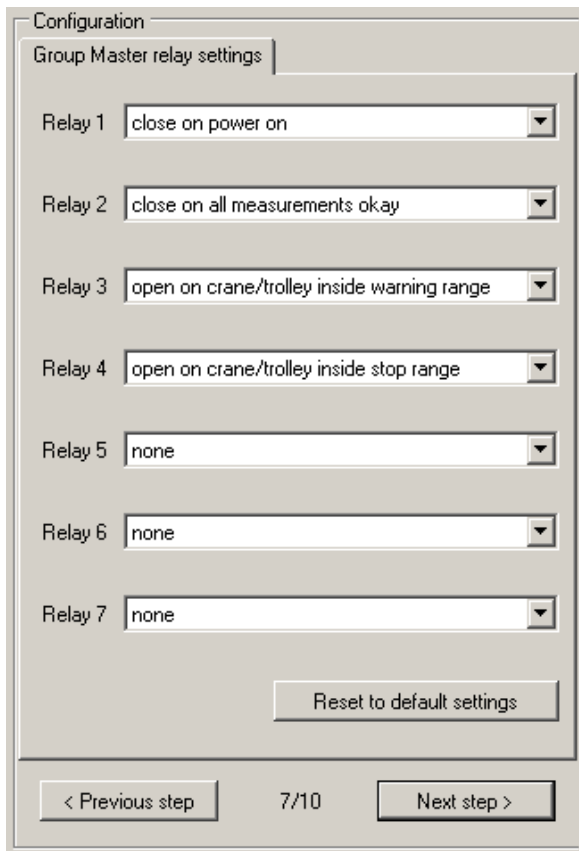 Configuration
Group Master relay settings
Relay 1 close on power on
Relay 2 close on all measurements okay
Relay 3 open on crane/trolley inside warning range
Relay 4 open on crane/trolley inside stop range
Relay 5 none
Relay 6 none
Relay 7 none
Reset to default settings
< Previous step 7/10 Next step >